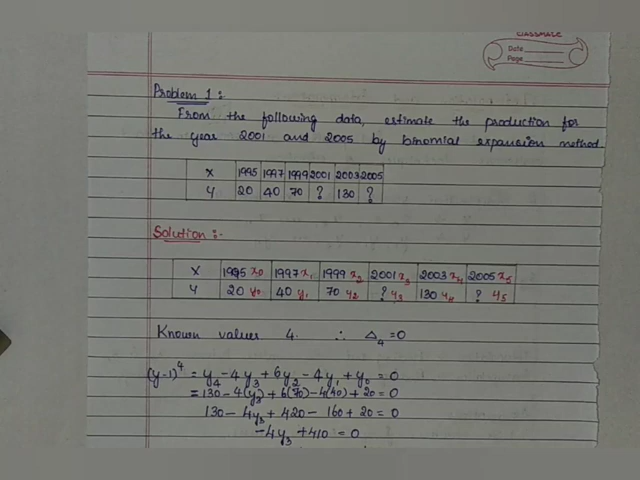 CLASSMATE
Date
Page
Problem 1:-
From the following data, estimate the production for
the year 2001 and 2005 by binomial expansion method
X 1995 1997 1999 2001 2003 2005
Y 20 40 70 ? 130 ?
Solution:-
X 1995 x₀ 1997 x₁ 1999 x₂ 2001 x₃ 2003 x₄ 2005 x₅
Y 20 y₀ 40 y₁ 70 y₂ ? y₃ 130 y₄ ? y₅
Known values 4. ∴ Δ₄ = 0
(y-1)⁴ = y₄ - 4y₃ + 6y₂ - 4y₁ + y₀ = 0
= 130 - 4(y₃) + 6(70) - 4(40) + 20 = 0
130 - 4y₃ + 420 - 160 + 20 = 0
-4y₃ + 410 = 0